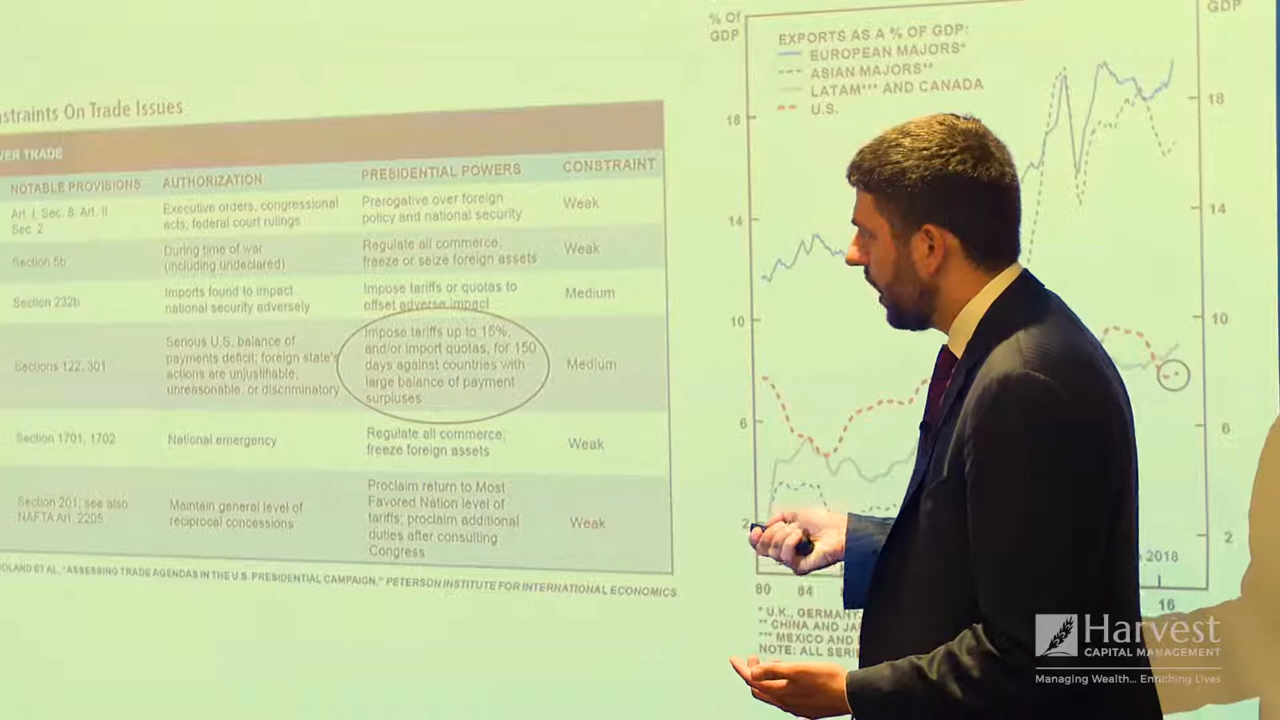 straints On Trade Issues
VER TRADE
NOTABLE PROVISIONS AUTHORIZATION PRESIDENTIAL POWERS CONSTRAINT
Art. I, Sec. 8, Art. II
Sec. 2
Executive orders, congressional
acts, federal court rulings
Prerogative over foreign
policy and national security
Weak
Section 5b
During time of war
(including undeclared)
Regulate all commerce;
freeze or seize foreign assets
Weak
Section 232b
Imports found to impact
national security adversely
Impose tariffs or quotas to
offset adverse impact
Medium
Sections 122, 301
Serious U.S. balance of
payments deficit; foreign state's
actions are unjustifiable,
unreasonable, or discriminatory
Impose tariffs up to 15%,
and/or import quotas, for 150
days against countries with
large balance of payment
surpluses
Medium
Section 1701, 1702
National emergency
Regulate all commerce;
freeze foreign assets
Weak
Section 201; see also
NAFTA Art. 2205
Maintain general level of
reciprocal concessions
Proclaim return to Most
Favored Nation level of
tariffs; proclaim additional
duties after consulting
Congress
Weak
OLAND ET AL, "ASSESSING TRADE AGENDAS IN THE U.S. PRESIDENTIAL CAMPAIGN," PETERSON INSTITUTE FOR INTERNATIONAL ECONOMICS
% OF
GDP
GDP
EXPORTS AS A % OF GDP:
EUROPEAN MAJORS*
ASIAN MAJORS**
LATAM*** AND CANADA
U.S.
18
18
14
14
10
10
6
6
2
2
2018
80 84
16
* U.K., GERMANY,
** CHINA AND JA
*** MEXICO AND
NOTE: ALL SERIE
Harvest
CAPITAL MANAGEMENT
Managing Wealth... Enriching Lives